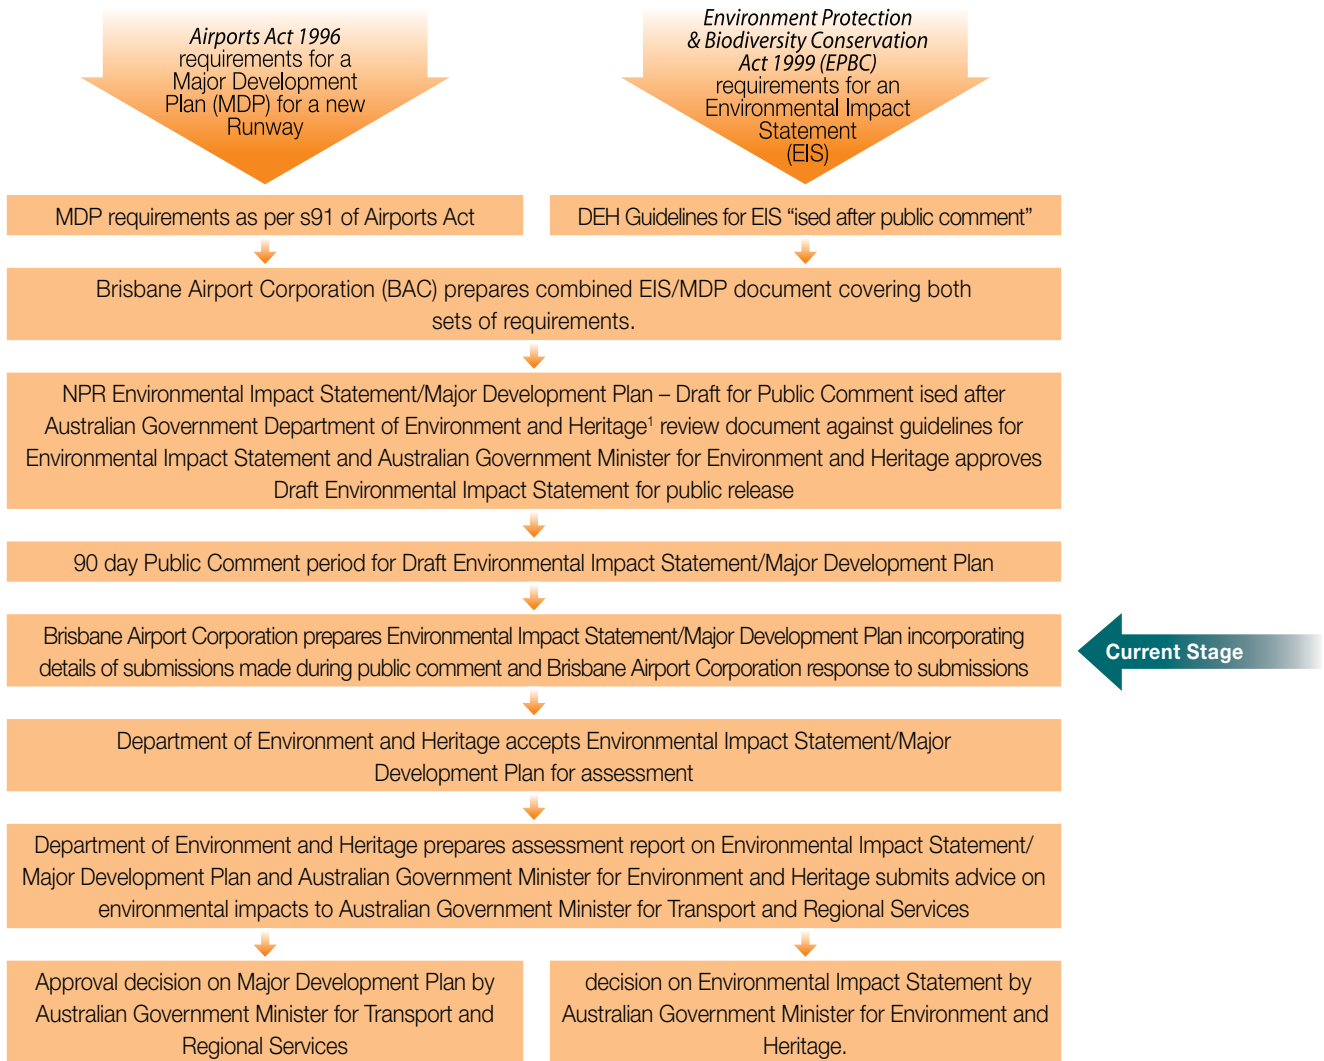 Airports Act 1996
requirements for a
Major Development
Plan (MDP) for a new
Runway
Environment Protection
& Biodiversity Conservation
Act 1999 (EPBC)
requirements for an
Environmental Impact
Statement
(EIS)
MDP requirements as per s91 of Airports Act
DEH Guidelines for EIS “ised after public comment”
Brisbane Airport Corporation (BAC) prepares combined EIS/MDP document covering both
sets of requirements.
NPR Environmental Impact Statement/Major Development Plan – Draft for Public Comment ised after
Australian Government Department of Environment and Heritage¹ review document against guidelines for
Environmental Impact Statement and Australian Government Minister for Environment and Heritage approves
Draft Environmental Impact Statement for public release
90 day Public Comment period for Draft Environmental Impact Statement/Major Development Plan
Brisbane Airport Corporation prepares Environmental Impact Statement/Major Development Plan incorporating
details of submissions made during public comment and Brisbane Airport Corporation response to submissions
Current Stage
Department of Environment and Heritage accepts Environmental Impact Statement/Major
Development Plan for assessment
Department of Environment and Heritage prepares assessment report on Environmental Impact Statement/
Major Development Plan and Australian Government Minister for Environment and Heritage submits advice on
environmental impacts to Australian Government Minister for Transport and Regional Services
Approval decision on Major Development Plan by
Australian Government Minister for Transport and
Regional Services
decision on Environmental Impact Statement by
Australian Government Minister for Environment and
Heritage.